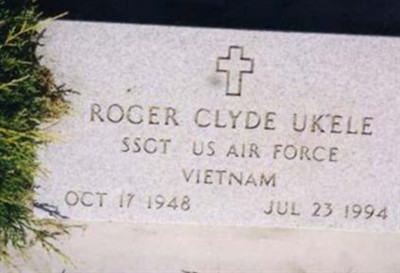 ROGER CLYDE UKELE
SSGT US AIR FORCE
VIETNAM
OCT 17 1948 JUL 23 1994